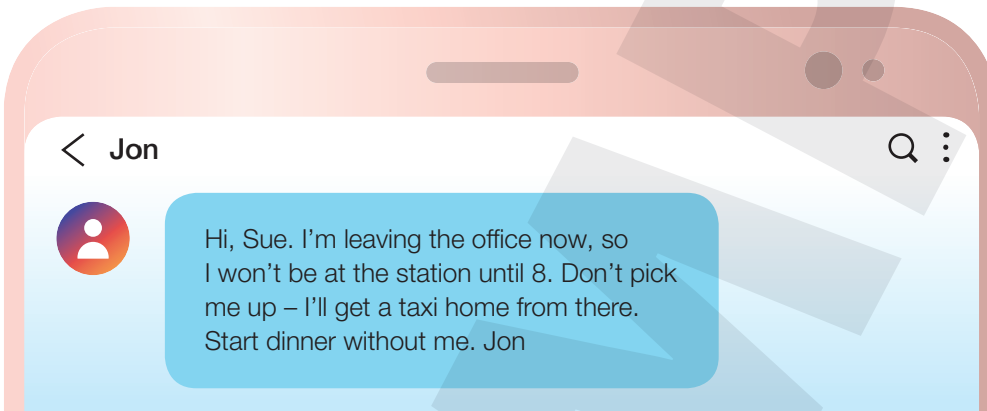 Jon
Hi, Sue. I’m leaving the office now, so
I won’t be at the station until 8. Don’t pick
me up – I’ll get a taxi home from there.
Start dinner without me. Jon